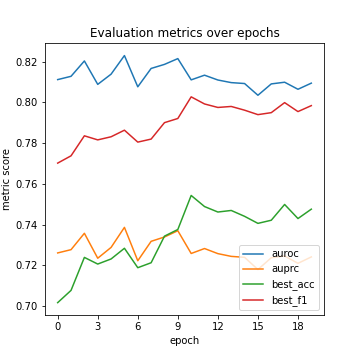 Evaluation metrics over epochs
metric score
0.82
0.80
0.78
0.76
0.74
0.72
0.70
auroc
auprc
best_acc
best_f1
0 3 6 9 12 15 18
epoch